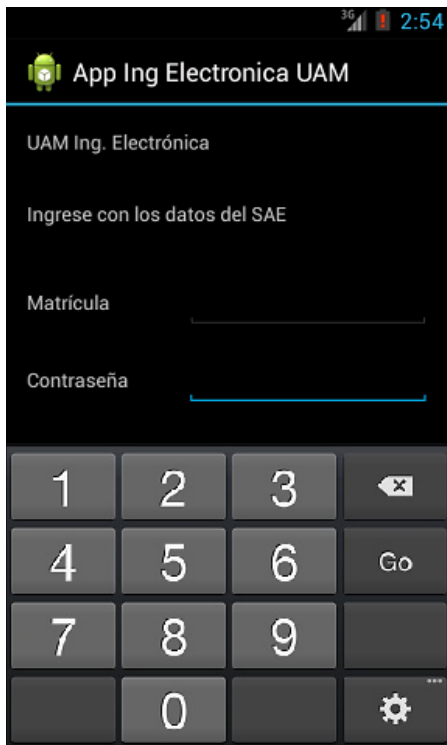 3G 2:54
App Ing Electronica UAM
UAM Ing. Electrónica
Ingrese con los datos del SAE
Matrícula
Contraseña
1 2 3
4 5 6 Go
7 8 9
0